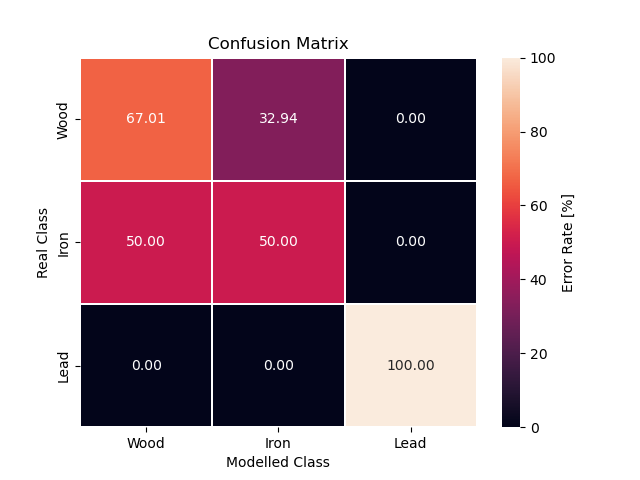 Confusion Matrix
Wood 67.01 32.94 0.00
Iron 50.00 50.00 0.00
Lead 0.00 0.00 100.00
Wood Iron Lead
Modelled Class
Real Class
100
80
60
40
20
0
Error Rate [%]